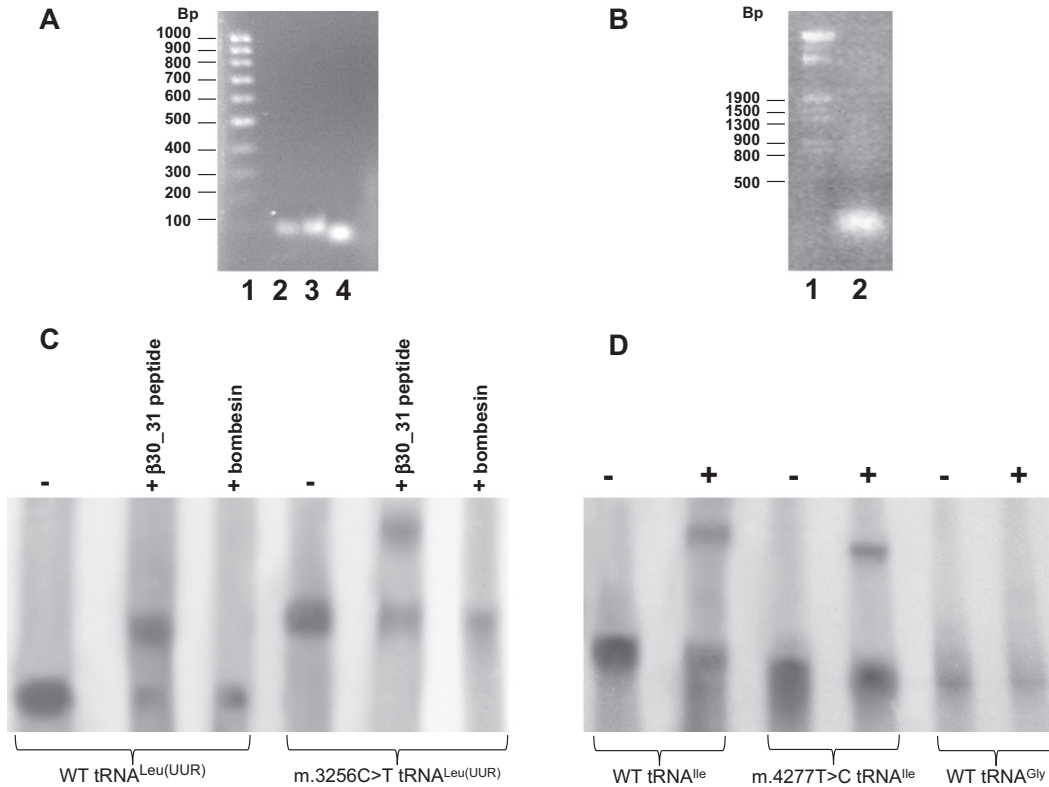 A
Bp
1000
900
800
700
600
500
400
300
200
100
1 2 3 4
B
Bp
1900
1500
1300
900
800
500
1 2
C
-
+ β30_31 peptide
+ bombesin
-
+ β30_31 peptide
+ bombesin
WT tRNALeu(UUR)
m.3256C>T tRNALeu(UUR)
D
- + - + - +
WT tRNAIle
m.4277T>C tRNAIle
WT tRNAGly